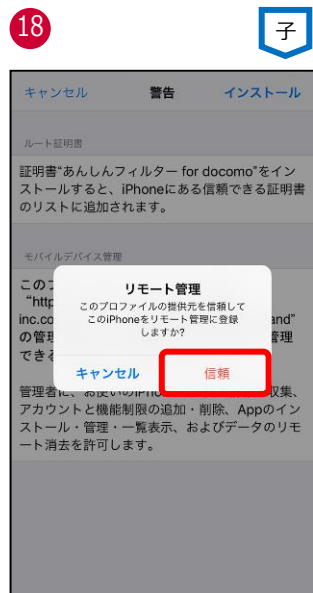 18
子
キャンセル 警告 インストール
ルート証明書
証明書“あんしんフィルター for docomo”をイン
ストールすると、iPhoneにある信頼できる証明書
のリストに追加されます。
モバイルデバイス管理
リモート管理
このプロファイルの提供元を信頼して
このiPhoneをリモート管理に登録
しますか?
キャンセル 信頼
このプ
“http
inc.co and”
の管理 管理
できる
管理者に、お使いのiPhone 収集、
アカウントと機能制限の追加・削除、Appのイン
ストール・管理・一覧表示、およびデータのリモ
ート消去を許可します。